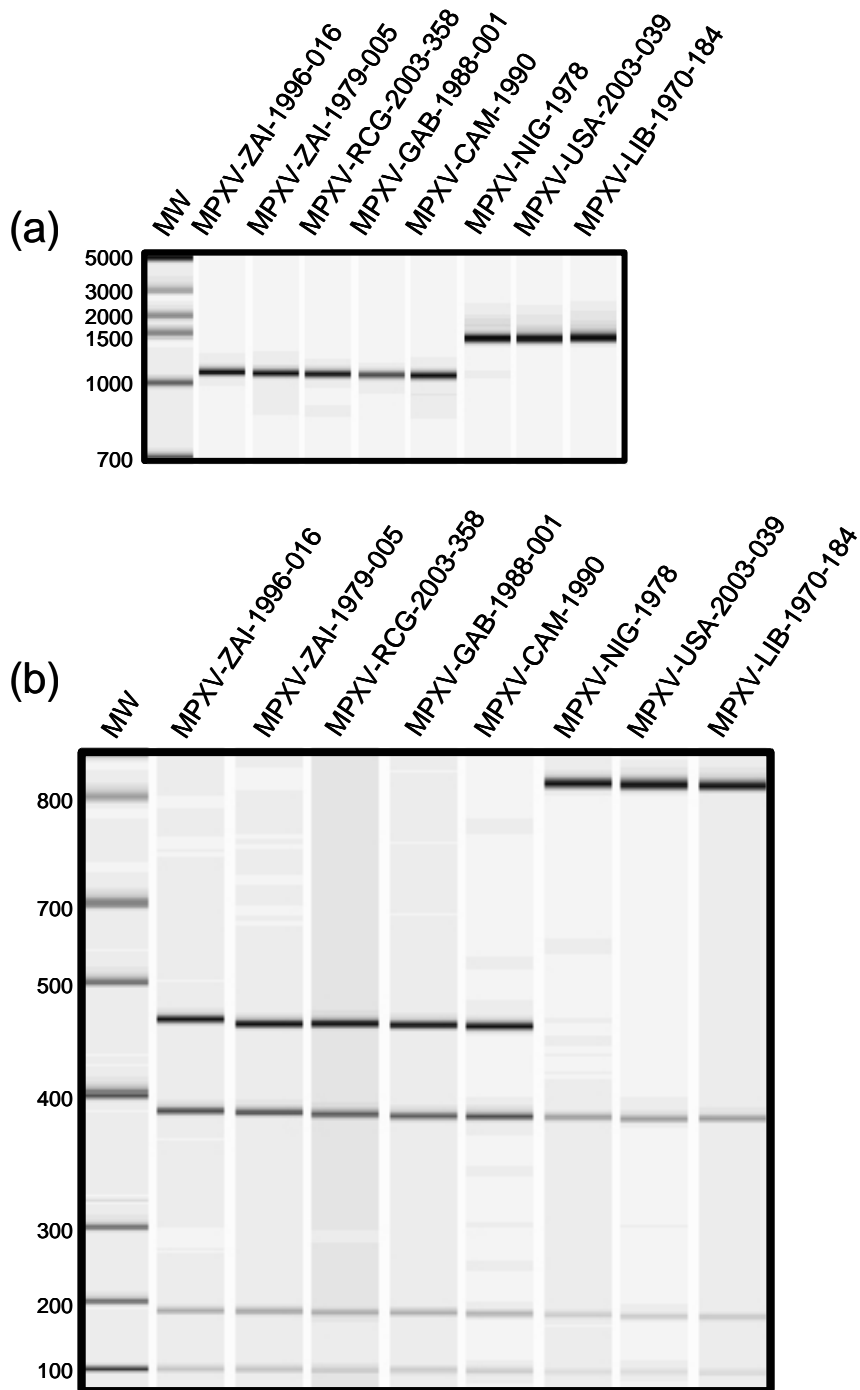 (a)
MW
MPXV-ZAI-1996-016
MPXV-ZAI-1979-005
MPXV-RCG-2003-358
MPXV-GAB-1988-001
MPXV-CAM-1990
MPXV-NIG-1978
MPXV-USA-2003-039
MPXV-LIB-1970-184
5000
3000
2000
1500
1000
700
(b)
MW
MPXV-ZAI-1996-016
MPXV-ZAI-1979-005
MPXV-RCG-2003-358
MPXV-GAB-1988-001
MPXV-CAM-1990
MPXV-NIG-1978
MPXV-USA-2003-039
MPXV-LIB-1970-184
800
700
500
400
300
200
100